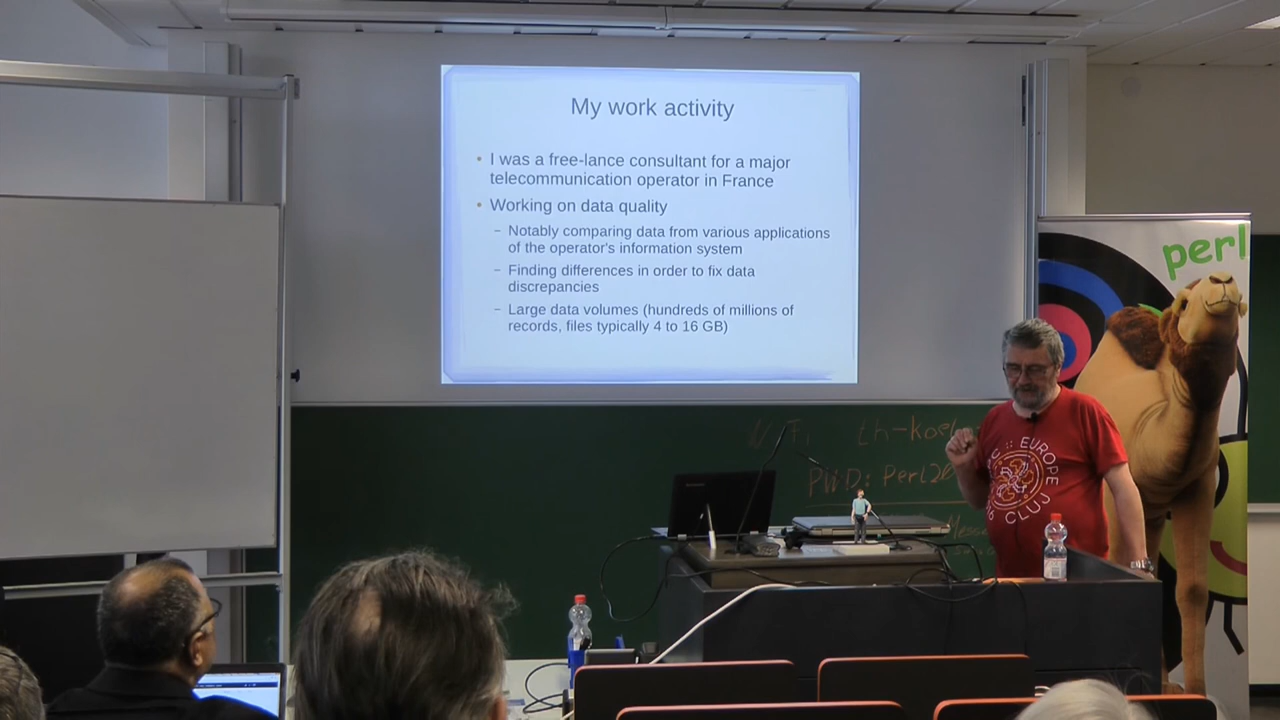 My work activity
I was a free-lance consultant for a major
telecommunication operator in France
Working on data quality
– Notably comparing data from various applications
of the operator's information system
– Finding differences in order to fix data
discrepancies
– Large data volumes (hundreds of millions of
records, files typically 4 to 16 GB)
perl
EUROPE
CLUJ
PWD: